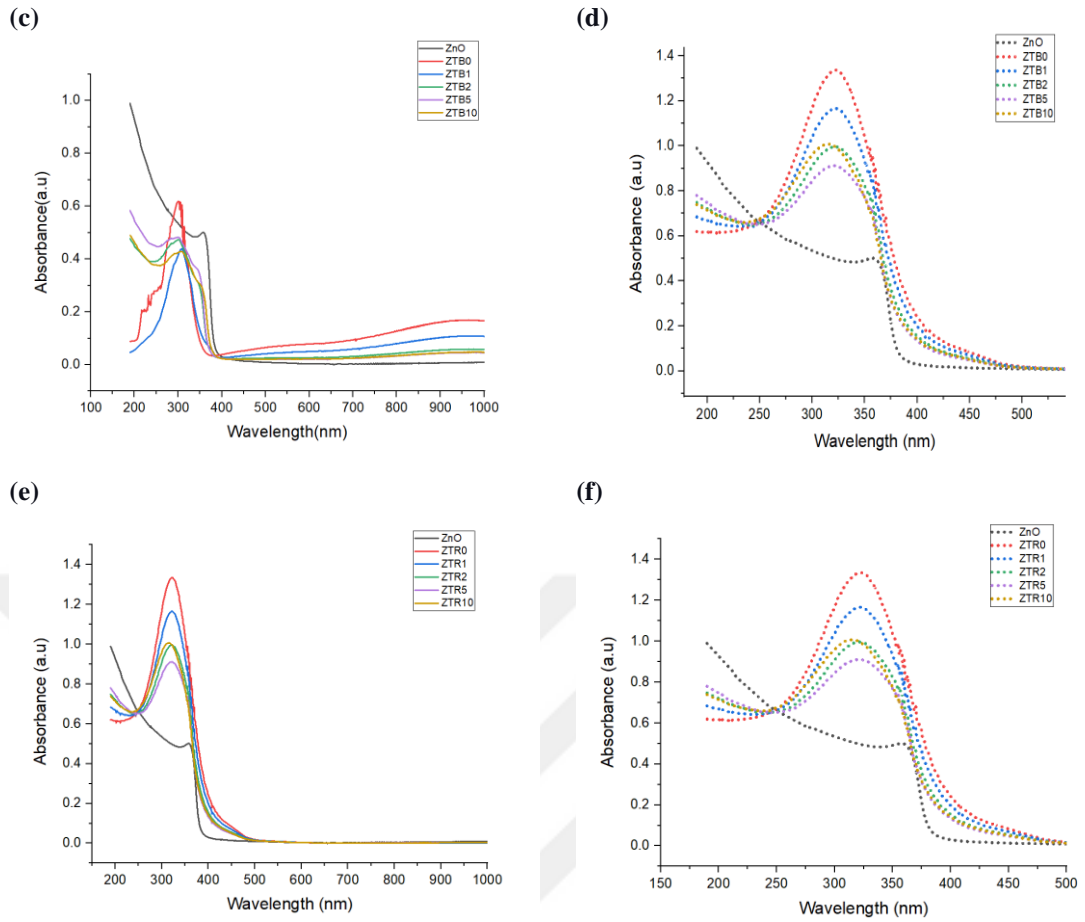 (c)
ZnO
ZTB0
ZTB1
ZTB2
ZTB5
ZTB10
1.0
0.8
0.6
0.4
0.2
0.0
Absorbance(a.u)
100 200 300 400 500 600 700 800 900 1000
Wavelength(nm)
(d)
ZnO
ZTB0
ZTB1
ZTB2
ZTB5
ZTB10
1.4
1.2
1.0
0.8
0.6
0.4
0.2
0.0
Absorbance (a.u)
200 250 300 350 400 450 500
Wavelength (nm)
(e)
ZnO
ZTR0
ZTR1
ZTR2
ZTR5
ZTR10
1.4
1.2
1.0
0.8
0.6
0.4
0.2
0.0
Absorbance (a.u)
200 300 400 500 600 700 800 900 1000
Wavelength (nm)
(f)
ZnO
ZTR0
ZTR1
ZTR2
ZTR5
ZTR10
1.4
1.2
1.0
0.8
0.6
0.4
0.2
0.0
Absorbance (a.u)
150 200 250 300 350 400 450 500
Wavelength (nm)